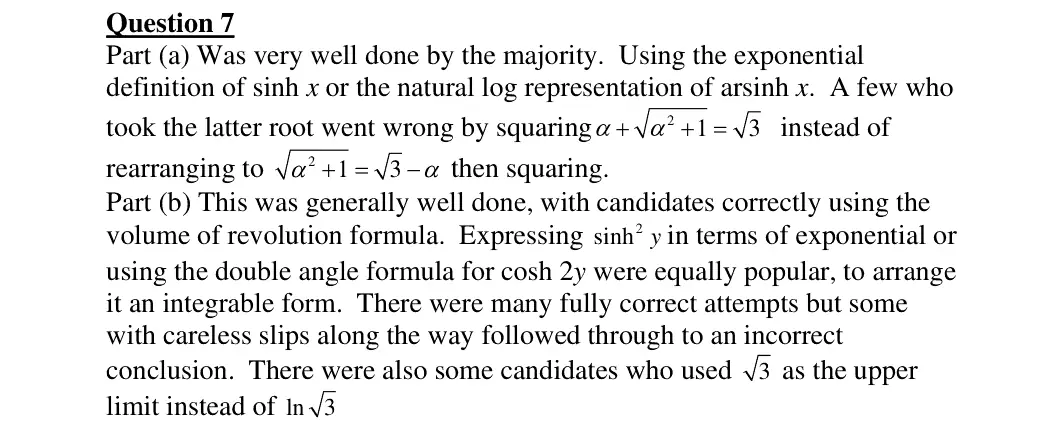 Question 7
Part (a) Was very well done by the majority.  Using the exponential
definition of sinh x or the natural log representation of arsinh x.  A few who
took the latter root went wrong by squaring α + √(α² + 1) = √3 instead of
rearranging to √(α² + 1) = √3 − α then squaring.
Part (b) This was generally well done, with candidates correctly using the
volume of revolution formula.  Expressing sinh² y in terms of exponential or
using the double angle formula for cosh 2y were equally popular, to arrange
it an integrable form.  There were many fully correct attempts but some
with careless slips along the way followed through to an incorrect
conclusion.  There were also some candidates who used √3 as the upper
limit instead of ln √3